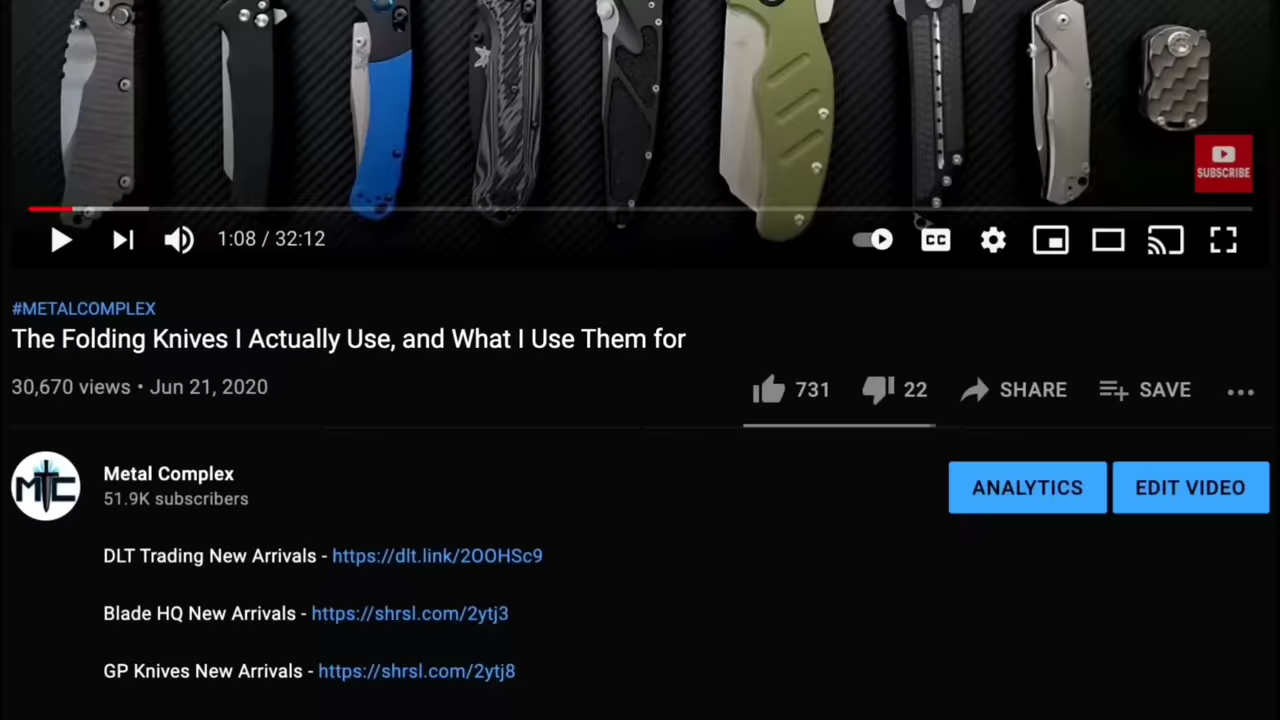 SUBSCRIBE
1:08 / 32:12
CC
#METALCOMPLEX
The Folding Knives I Actually Use, and What I Use Them for
30,670 views • Jun 21, 2020
731 22 SHARE SAVE
MTC
Metal Complex
51.9K subscribers
ANALYTICS EDIT VIDEO
DLT Trading New Arrivals - https://dlt.link/2OOHSc9
Blade HQ New Arrivals - https://shrsl.com/2ytj3
GP Knives New Arrivals - https://shrsl.com/2ytj8